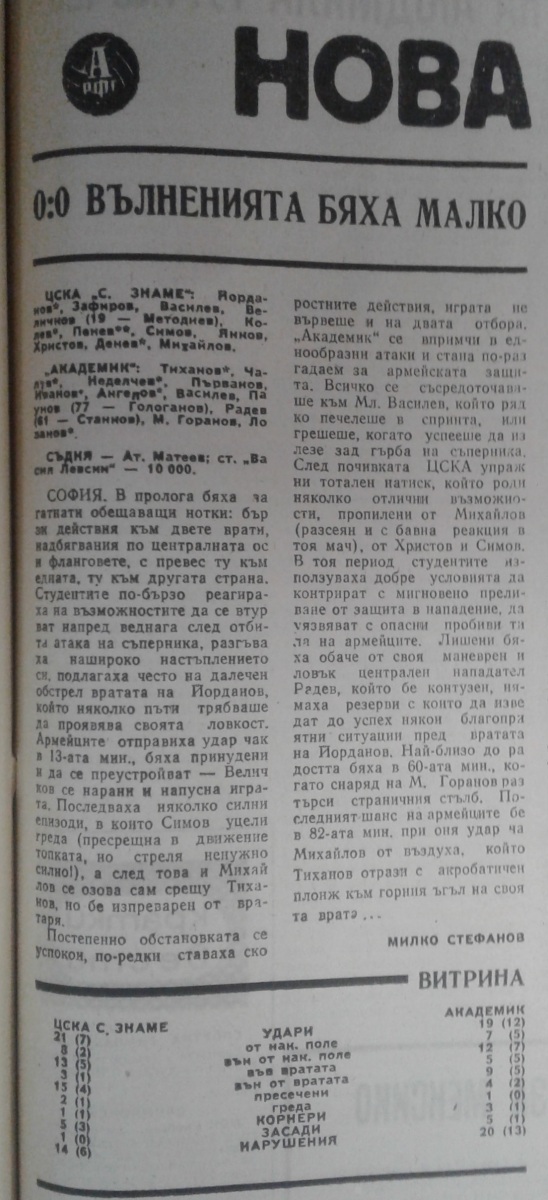 А
РФГ
НОВА
0:0 ВЪЛНЕНИЯТА БЯХА МАЛКО
ЦСКА „С. ЗНАМЕ": Йорда-
нов*, Зафиров, Василев, Ве-
личков (19 — Методиев), Ко-
лев*, Пенев**, Симов, Янков,
Христов, Денев*, Михайлов.
„АКАДЕМИК": Тиханов*, Ча-
лъв*, Неделчев*, Първанов,
Иванов*, Ангелов*, Василев, Па
унов (77 — Гологанов), Радев
(61 — Станков), М. Горанов, Ло
занов*.
СЪДИЯ — Ат. Матеев; ст. „Ва
сил Левски" — 10 000.
СОФИЯ. В пролога бяха за
гатнати обещаващи нотки: бър
зи действия към двете врати,
надбягвания по централната ос
и фланговете, с превес ту към
едната, ту към другата страна.
Студентите по-бързо реагира-
ха на възможностите да се втур
ват напред веднага след отби-
та атака на съперника, разгъва
ха нашироко настъплението
си, подлагаха често на далечен
обстрел вратата на Йорданов,
който няколко пъти трябваше
да проявява своята ловкост.
Армейците отправиха удар чак
в 13-ата мин., бяха принудени
и да се преустройват — Велич
ков се нарани и напусна игра-
та. Последваха няколко силни
епизоди, в които Симов уцели
греда (пресрещна в движение
топката, но стреля ненужно
силно!), а след това и Михай
лов се озова сам срещу Тиха-
нов, но бе изпреварен от вра-
таря.
Постепенно обстановката се
успокои, по-редки ставаха ско
ростните действия, играта не
вървеше и на двата отбора.
„Академик" се впримчи в ед-
нообразни атаки и стана по-раз
гадаем за армейската защи-
та. Всичко се съсредоточава-
ше към Мл. Василев, който ряд
ко печелеше в спринта, или
грешеше, когато успееше да из
лезе зад гърба на съперника.
След почивката ЦСКА упраж
ни тотален натиск, който роди
няколко отлични възможно-
сти, пропилени от Михайлов
(разсеян и с бавна реакция в
тоя мач), от Христов и Симов.
В тоя период студентите из-
ползуваха добре условията да
контрират с мигновено прели-
ване от защита в нападение, да
уязвяват с опасни пробиви ти
ла на армейците. Лишени бя-
ха обаче от своя маневрен и
ловък централен нападател
Радев, който бе контузен, ня-
маха резерви с които да изве
дат до успех някои благопри
ятни ситуации пред вратата
на Йорданов. Най-близо до ра
достта бяха в 60-ата мин., ко-
гато снаряд на М. Горанов раз
търси страничния стълб. По-
следният шанс на армейците бе
в 82-ата мин. при оня удар на
Михайлов от въздуха, който
Тиханов отрази с акробатичен
плонж към горния ъгъл на своя
та врата ...
МИЛКО СТЕФАНОВ
ВИТРИНА
ЦСКА С. ЗНАМЕ АКАДЕМИК
21 (7) УДАРИ 19 (12)
8 (2) от нак. поле 7 (5)
13 (5) вън от нак. поле 12 (7)
3 (1) във вратата 5 (5)
15 (4) вън от вратата 9 (5)
2 (1) пресечени 4 (2)
1 (1) греда 1 (0)
5 (3) КОРНЕРИ 3 (1)
1 (0) ЗАСАДИ 5 (1)
14 (6) НАРУШЕНИЯ 20 (13)